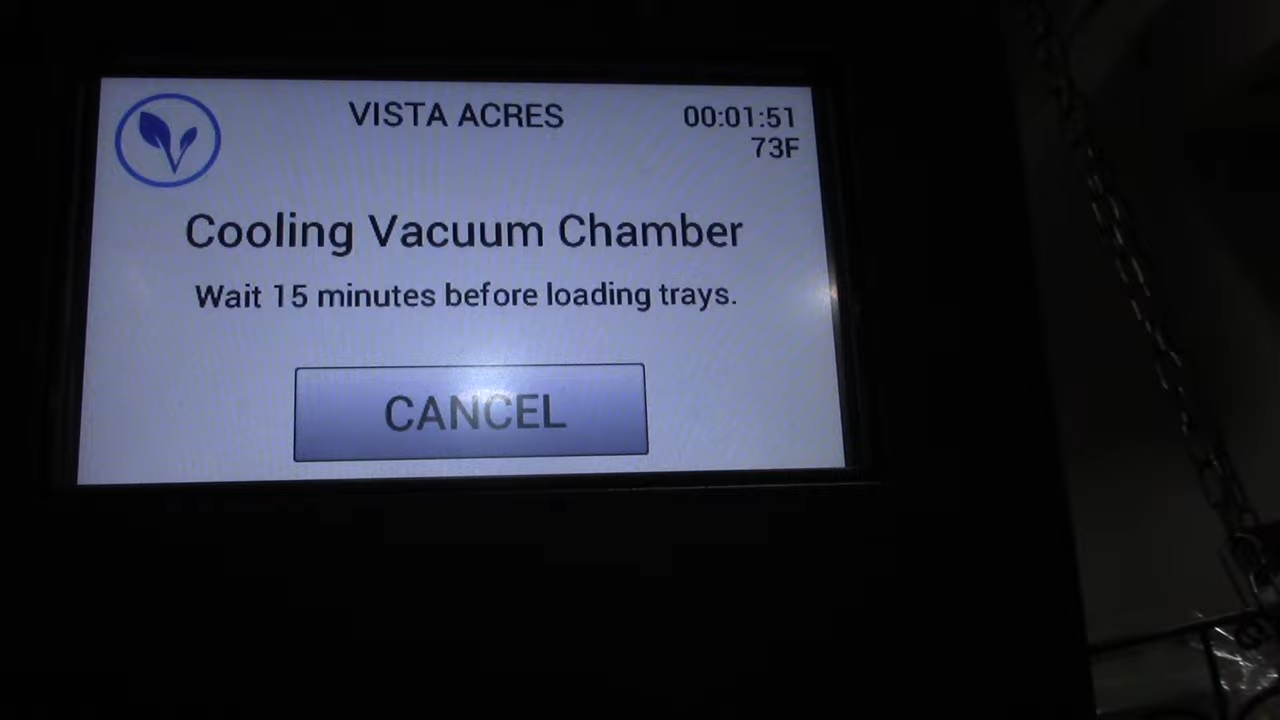 VISTA ACRES
00:01:51
73F
Cooling Vacuum Chamber
Wait 15 minutes before loading trays.
CANCEL